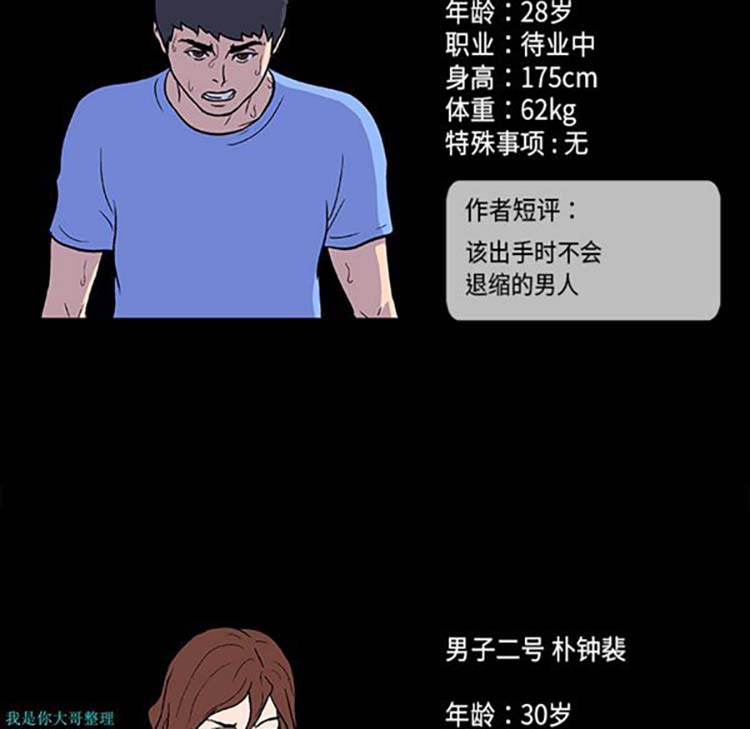 年龄：28岁
职业：待业中
身高：175cm
体重：62kg
特殊事项：无
作者短评：
该出手时不会
退缩的男人
男子二号 朴钟裴
年龄：30岁
我是你大哥整理